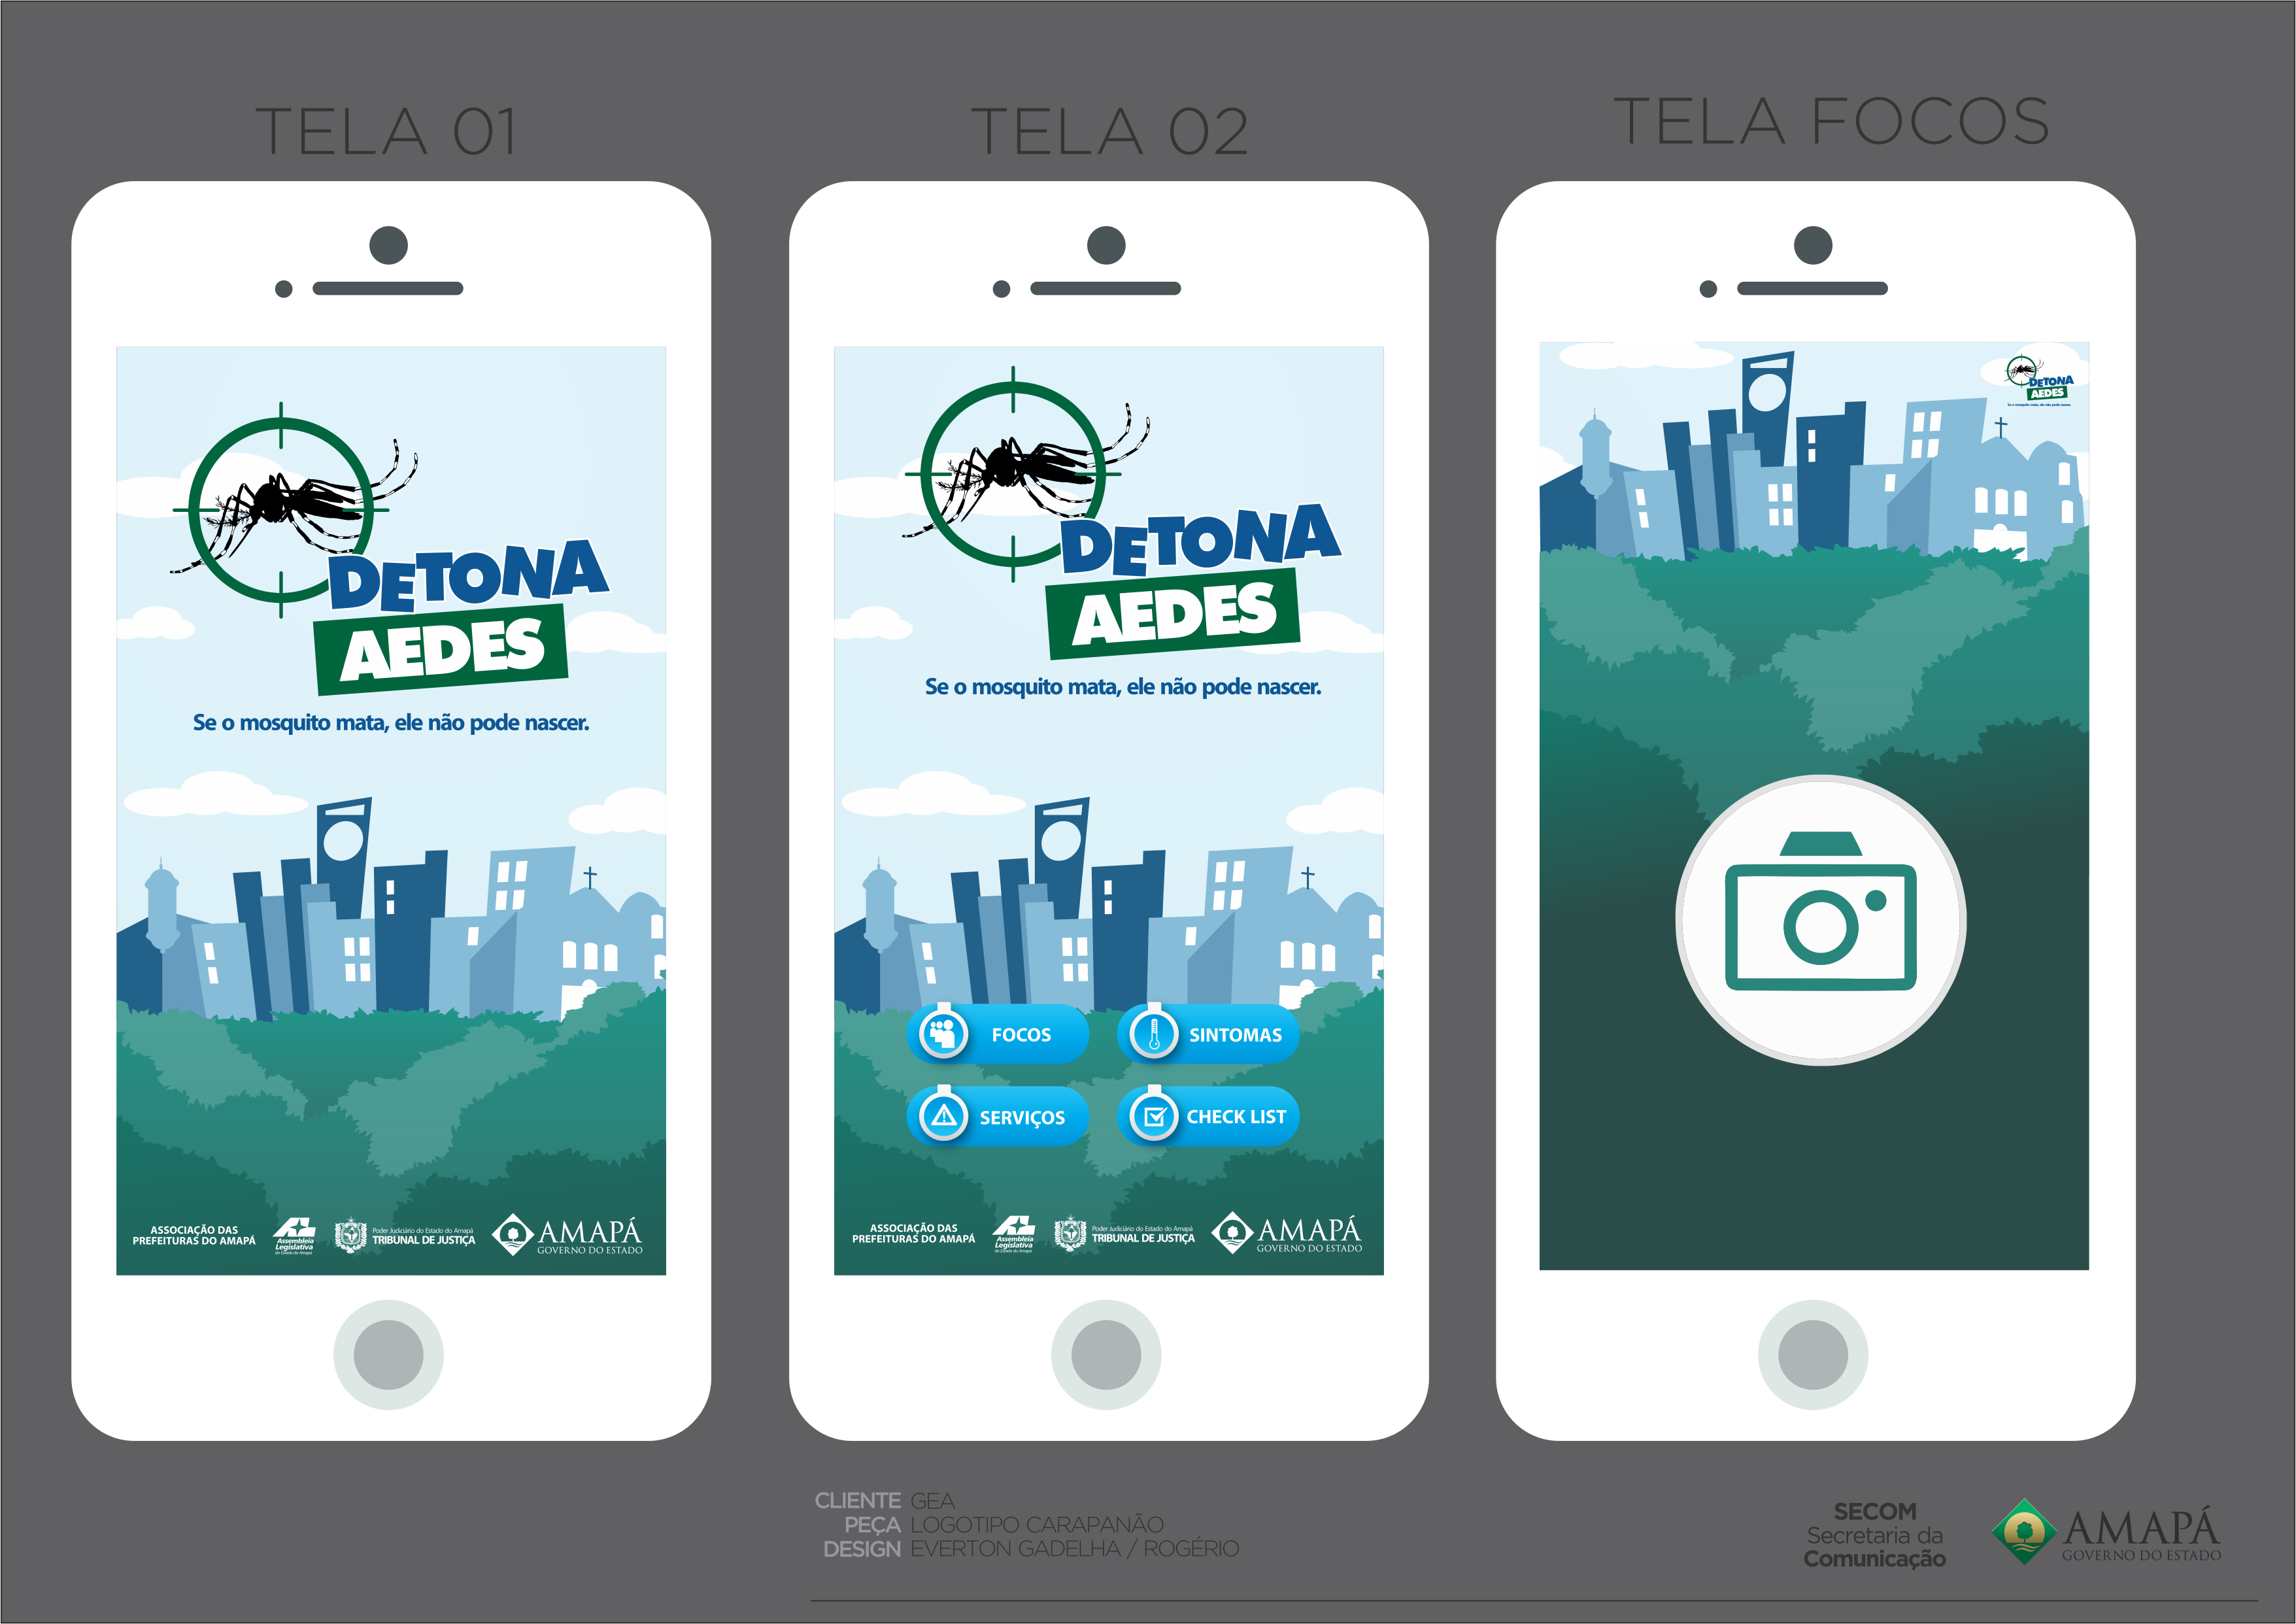 TELA 01
DETONA
AEDES
Se o mosquito mata, ele não pode nascer.
ASSOCIAÇÃO DAS
PREFEITURAS DO AMAPÁ
Assembleia
Legislativa
do Estado do Amapá
Poder Judiciário do Estado do Amapá
TRIBUNAL DE JUSTIÇA
AMAPÁ
GOVERNO DO ESTADO
TELA 02
DETONA
AEDES
Se o mosquito mata, ele não pode nascer.
FOCOS
SINTOMAS
SERVIÇOS
CHECK LIST
ASSOCIAÇÃO DAS
PREFEITURAS DO AMAPÁ
Assembleia
Legislativa
do Estado do Amapá
Poder Judiciário do Estado do Amapá
TRIBUNAL DE JUSTIÇA
AMAPÁ
GOVERNO DO ESTADO
TELA FOCOS
DETONA
AEDES
Se o mosquito mata, ele não pode nascer.
CLIENTE GEA
PEÇA LOGOTIPO CARAPANÃO
DESIGN EVERTON GADELHA / ROGÉRIO
SECOM
Secretaria da
Comunicação
AMAPÁ
GOVERNO DO ESTADO